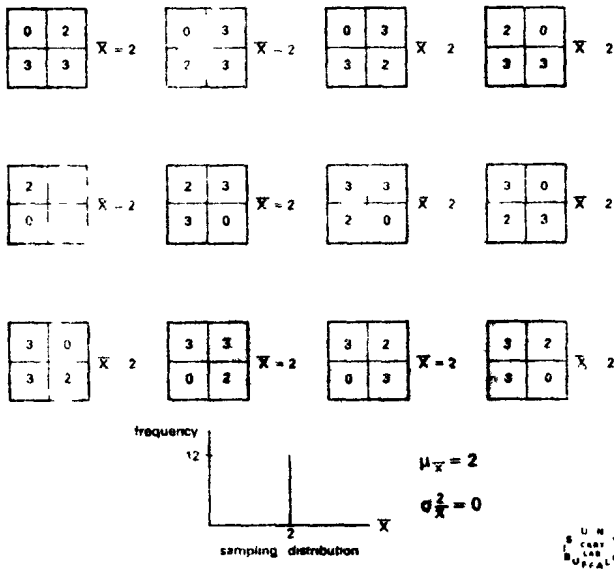 0 2 X̄ = 2 0 3 X̄ = 2 0 3 X̄ 2 2 0 X̄ 2
3 3 2 3 3 2 3 3
2 X̄ = 2 2 3 X̄ = 2 3 3 X̄ 2 3 0 X̄ 2
0 3 0 2 0 2 3
3 0 X̄ 2 3 3 X̄ = 2 3 2 X̄ = 2 3 2 X̄ 2
3 2 0 2 0 3 3 0
frequency
12
μx̄ = 2
σ²x̄ = 0
2
X̄
sampling distribution